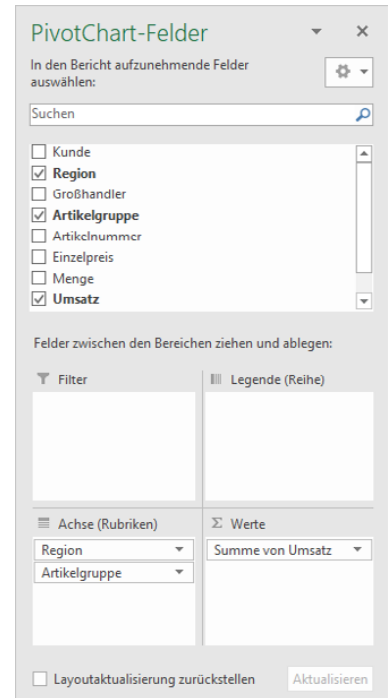 PivotChart-Felder
In den Bericht aufzunehmende Felder
auswählen:
Suchen
Kunde
Region
Großhandler
Artikelgruppe
Artikelnummer
Einzelpreis
Menge
Umsatz
Felder zwischen den Bereichen ziehen und ablegen:
Filter
Legende (Reihe)
Achse (Rubriken)
Σ Werte
Region
Summe von Umsatz
Artikelgruppe
Layoutaktualisierung zurückstellen
Aktualisieren